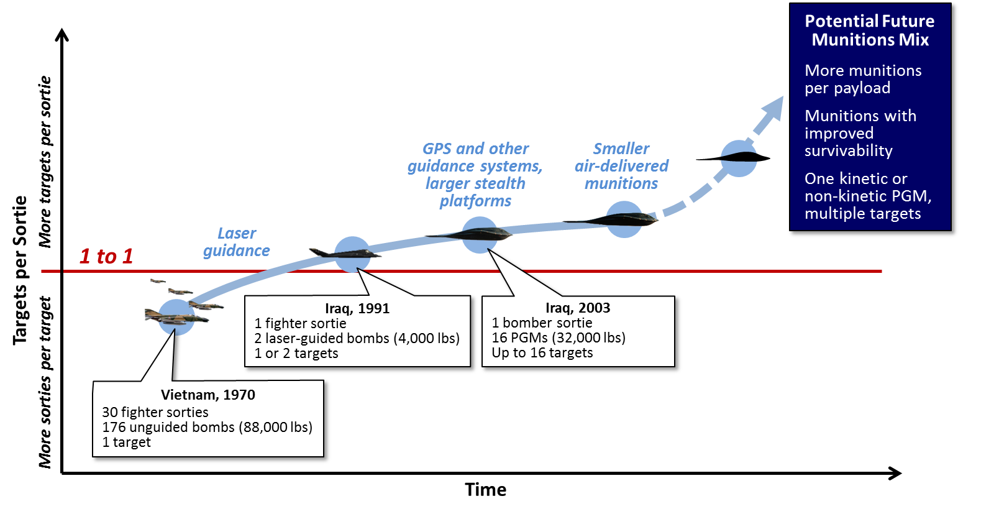 Potential Future
Munitions Mix
More munitions
per payload
Munitions with
improved
survivability
One kinetic or
non-kinetic PGM,
multiple targets
GPS and other
guidance systems,
larger stealth
platforms
Smaller
air-delivered
munitions
Laser
guidance
1 to 1
Targets per Sortie
More targets per sortie
More sorties per target
Iraq, 1991
1 fighter sortie
2 laser-guided bombs (4,000 lbs)
1 or 2 targets
Iraq, 2003
1 bomber sortie
16 PGMs (32,000 lbs)
Up to 16 targets
Vietnam, 1970
30 fighter sorties
176 unguided bombs (88,000 lbs)
1 target
Time